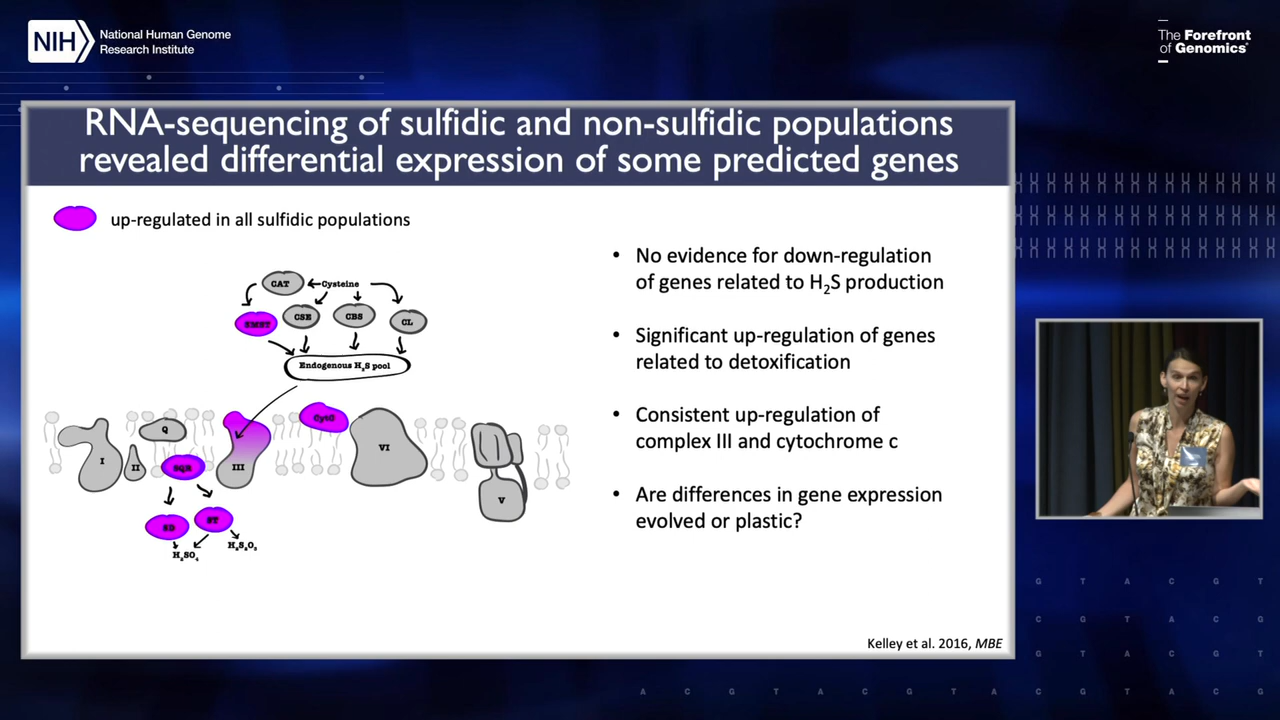 NIH
National Human Genome
Research Institute
The Forefront
of Genomics®
RNA-sequencing of sulfidic and non-sulfidic populations
revealed differential expression of some predicted genes
up-regulated in all sulfidic populations
CAT
Cysteine
CSE
CBS
CL
Endogenous H₂S pool
CytC
Q
I
II
SQR
III
VI
V
SD
ST
H₂SO₄
H₂S₂O₃
• No evidence for down-regulation
of genes related to H₂S production
• Significant up-regulation of genes
related to detoxification
• Consistent up-regulation of
complex III and cytochrome c
• Are differences in gene expression
evolved or plastic?
Kelley et al. 2016, MBE
G T A C G T
C G T A C G
G T A C G T
A C G T A C G T A C G T A C G